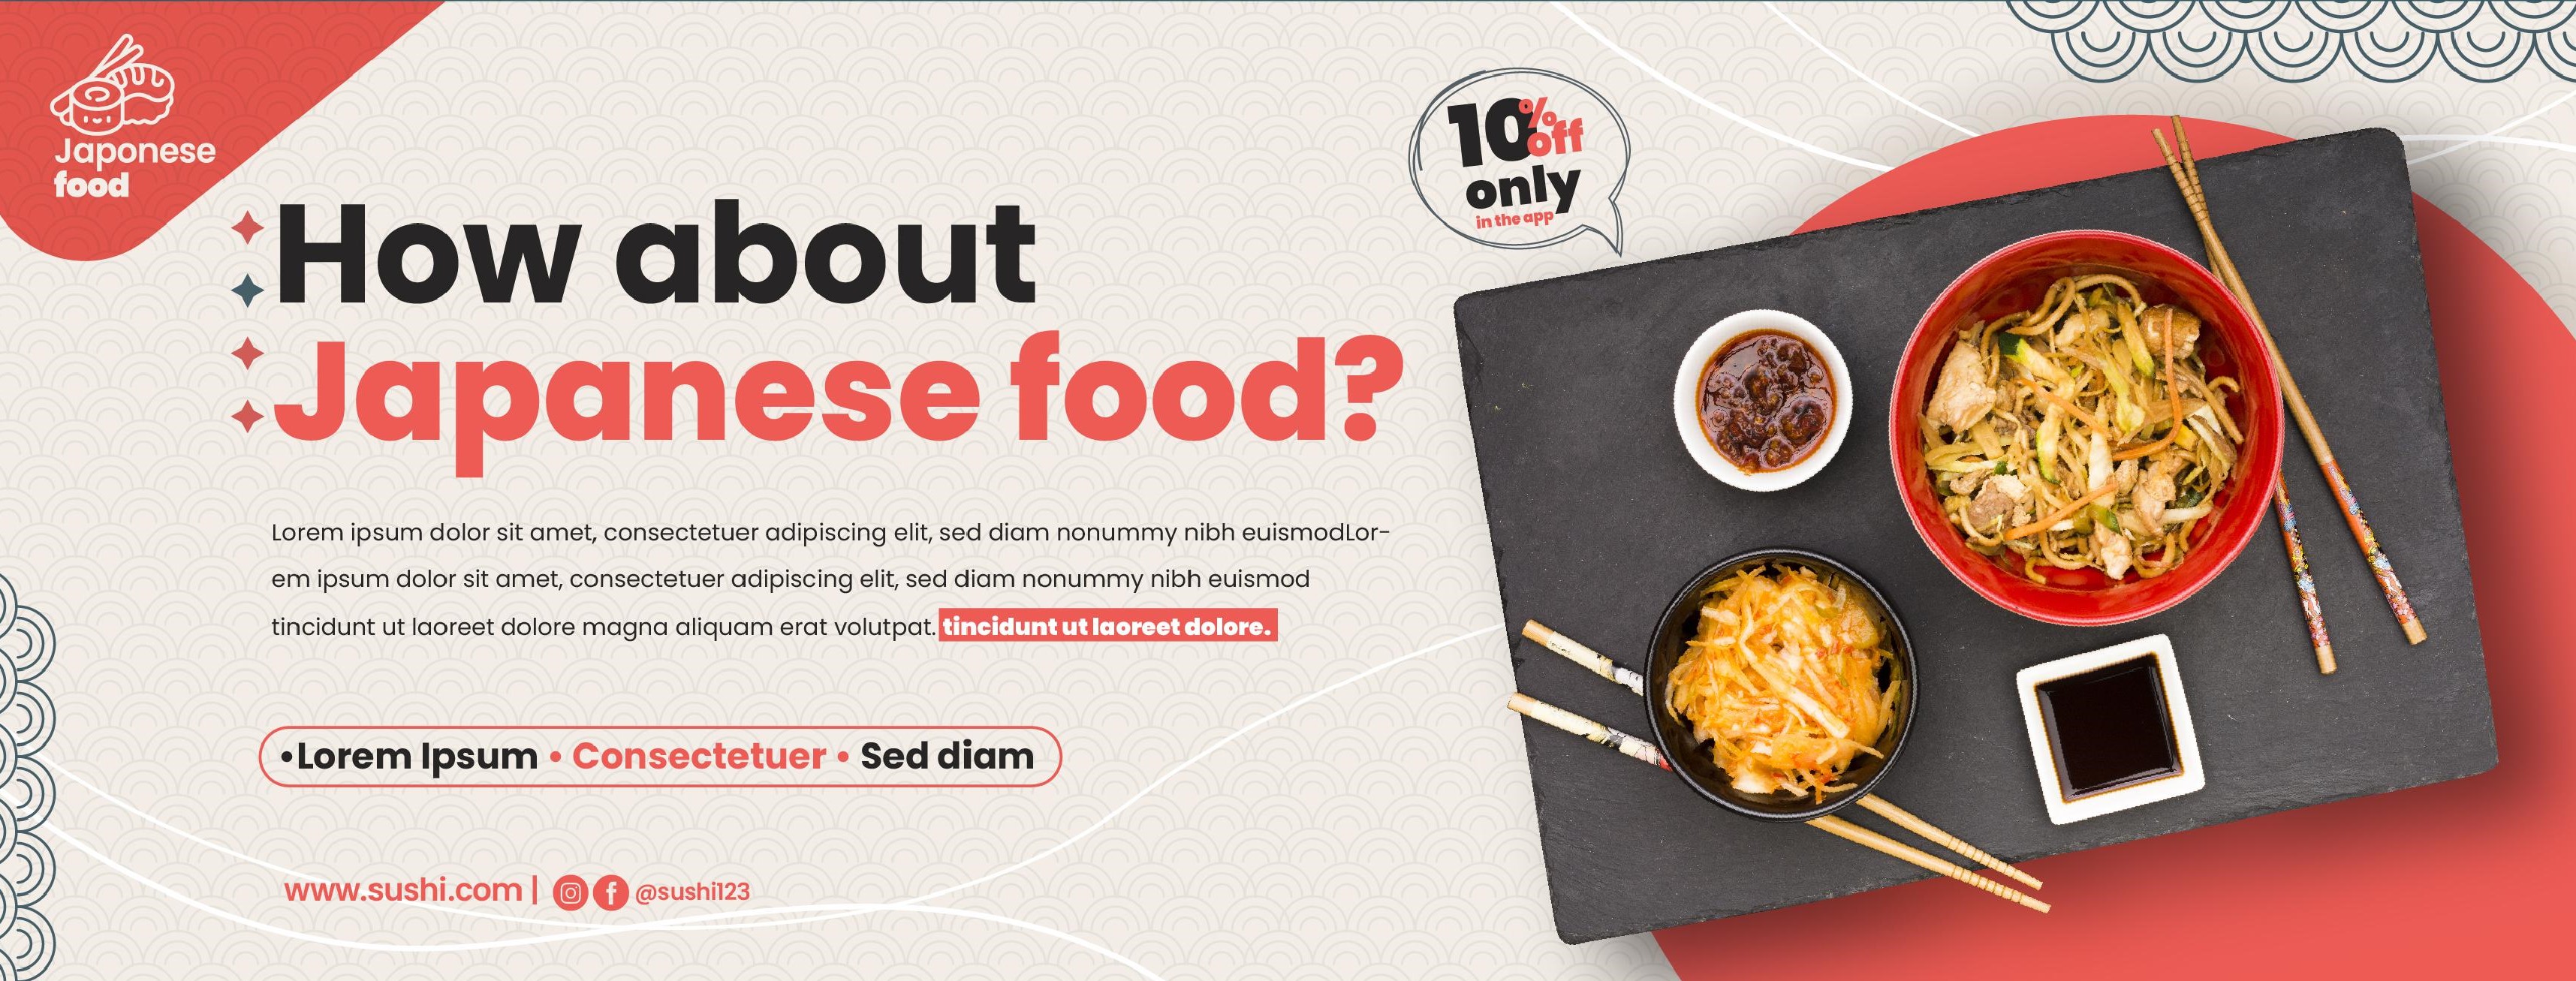 Japonese
food
How about
Japanese food?
10% off
only
in the app
Lorem ipsum dolor sit amet, consectetuer adipiscing elit, sed diam nonummy nibh euismodLor-
em ipsum dolor sit amet, consectetuer adipiscing elit, sed diam nonummy nibh euismod
tincidunt ut laoreet dolore magna aliquam erat volutpat. tincidunt ut laoreet dolore.
•Lorem Ipsum • Consectetuer • Sed diam
www.sushi.com | @sushi123